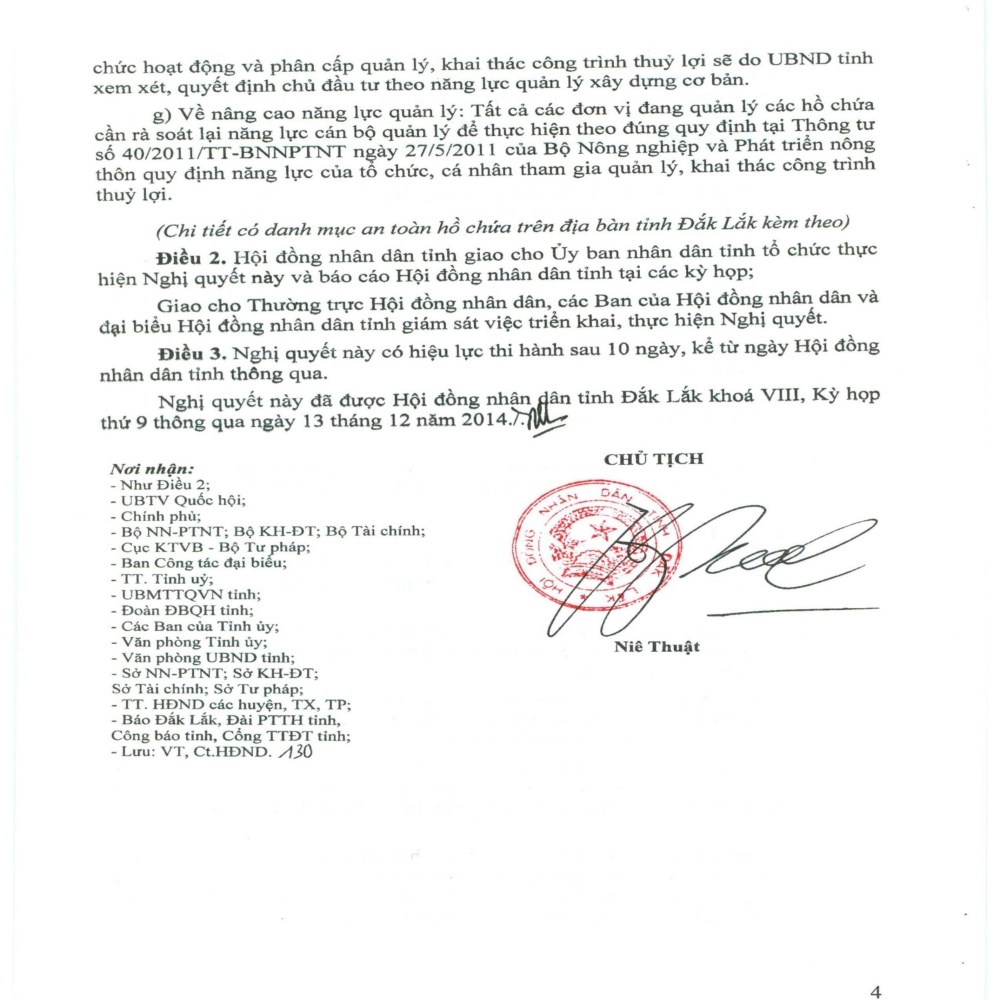 chức hoạt động và phân cấp quản lý, khai thác công trình thuỷ lợi sẽ do UBND tỉnh
xem xét, quyết định chủ đầu tư theo năng lực quản lý xây dựng cơ bản.
g) Về nâng cao năng lực quản lý: Tất cả các đơn vị đang quản lý các hồ chứa
cần rà soát lại năng lực cán bộ quản lý để thực hiện theo đúng quy định tại Thông tư
số 40/2011/TT-BNNPTNT ngày 27/5/2011 của Bộ Nông nghiệp và Phát triển nông
thôn quy định năng lực của tổ chức, cá nhân tham gia quản lý, khai thác công trình
thuỷ lợi.
(Chi tiết có danh mục an toàn hồ chứa trên địa bàn tỉnh Đắk Lắk kèm theo)
Điều 2. Hội đồng nhân dân tỉnh giao cho Ủy ban nhân dân tỉnh tổ chức thực
hiện Nghị quyết này và báo cáo Hội đồng nhân dân tỉnh tại các kỳ họp;
Giao cho Thường trực Hội đồng nhân dân, các Ban của Hội đồng nhân dân và
đại biểu Hội đồng nhân dân tỉnh giám sát việc triển khai, thực hiện Nghị quyết.
Điều 3. Nghị quyết này có hiệu lực thi hành sau 10 ngày, kể từ ngày Hội đồng
nhân dân tỉnh thông qua.
Nghị quyết này đã được Hội đồng nhân dân tỉnh Đắk Lắk khoá VIII, Kỳ họp
thứ 9 thông qua ngày 13 tháng 12 năm 2014./.
CHỦ TỊCH
HỘI ĐỒNG NHÂN DÂN TỈNH ĐẮK LẮK
Niê Thuật
Nơi nhận:
- Như Điều 2;
- UBTV Quốc hội;
- Chính phủ;
- Bộ NN-PTNT; Bộ KH-ĐT; Bộ Tài chính;
- Cục KTVB - Bộ Tư pháp;
- Ban Công tác đại biểu;
- TT. Tỉnh uỷ;
- UBMTTQVN tỉnh;
- Đoàn ĐBQH tỉnh;
- Các Ban của Tỉnh ủy;
- Văn phòng Tỉnh ủy;
- Văn phòng UBND tỉnh;
- Sở NN-PTNT; Sở KH-ĐT;
Sở Tài chính; Sở Tư pháp;
- TT. HĐND các huyện, TX, TP;
- Báo Đắk Lắk, Đài PTTH tỉnh,
Công báo tỉnh, Cổng TTĐT tỉnh;
- Lưu: VT, Ct.HĐND. 130
4